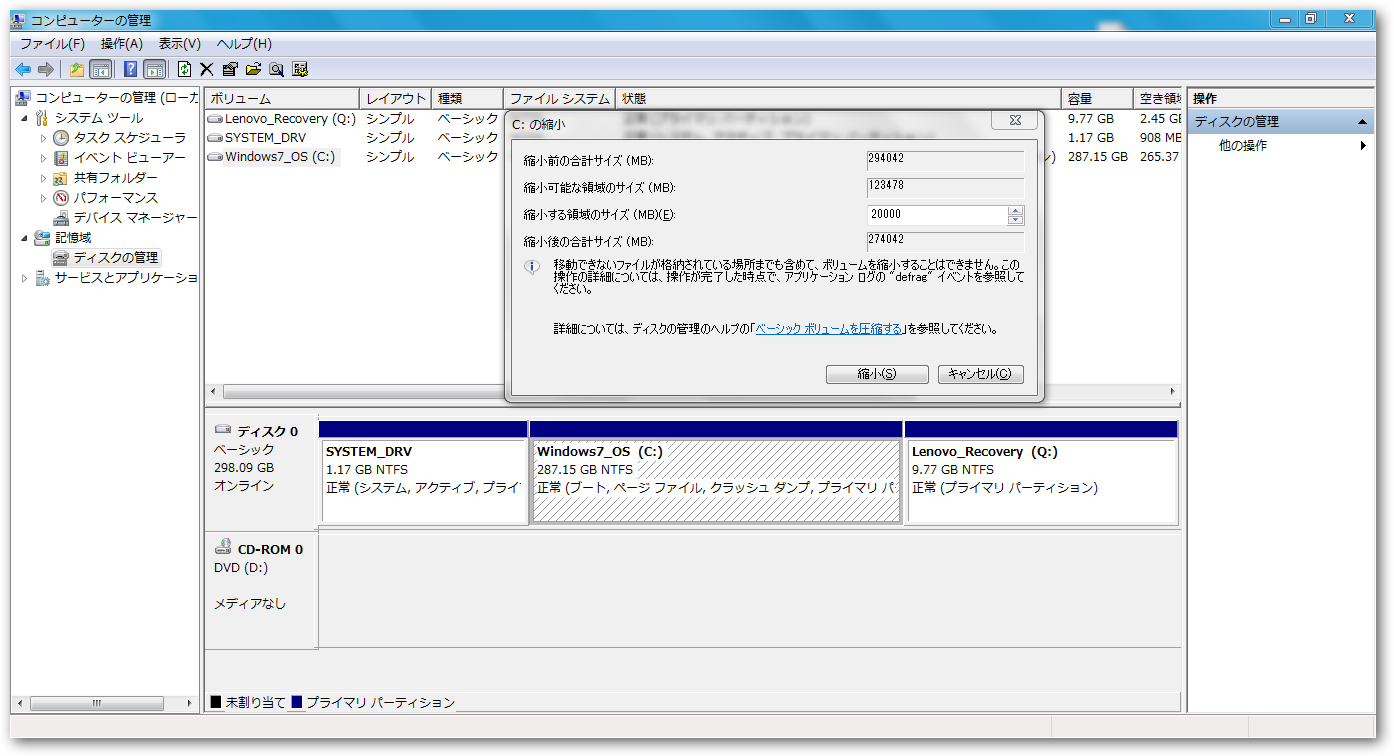 コンピューターの管理
ファイル(F) 操作(A) 表示(V) ヘルプ(H)
コンピューターの管理 (ローカ
システム ツール
タスク スケジューラ
イベント ビューアー
共有フォルダー
パフォーマンス
デバイス マネージャー
記憶域
ディスクの管理
サービスとアプリケーショ
ボリューム レイアウト 種類 ファイル システム 状態 容量 空き領域
Lenovo_Recovery (Q:) シンプル ベーシック 9.77 GB 2.45 GB
SYSTEM_DRV シンプル ベーシック 1.17 GB 908 MB
Windows7_OS (C:) シンプル ベーシック 287.15 GB 265.37
C: の縮小
縮小前の合計サイズ (MB): 294042
縮小可能な領域のサイズ (MB): 123478
縮小する領域のサイズ (MB)(E): 20000
縮小後の合計サイズ (MB): 274042
移動できないファイルが格納されている場所までも含めて、ボリュームを縮小することはできません。この
操作の詳細については、操作が完了した時点で、アプリケーション ログの "defrag" イベントを参照して
ください。
詳細については、ディスクの管理のヘルプの「ベーシック ボリュームを圧縮する」を参照してください。
縮小(S) キャンセル(C)
操作
ディスクの管理
他の操作
ディスク 0
ベーシック
298.09 GB
オンライン
SYSTEM_DRV
1.17 GB NTFS
正常 (システム, アクティブ, プライ
Windows7_OS (C:)
287.15 GB NTFS
正常 (ブート, ページ ファイル, クラッシュ ダンプ, プライマリ パ
Lenovo_Recovery (Q:)
9.77 GB NTFS
正常 (プライマリ パーティション)
CD-ROM 0
DVD (D:)
メディアなし
未割り当て プライマリ パーティション